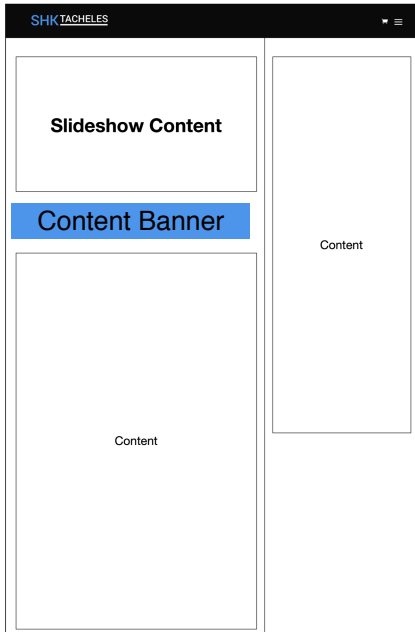 SHK TACHELES
Slideshow Content
Content Banner
Content
Content